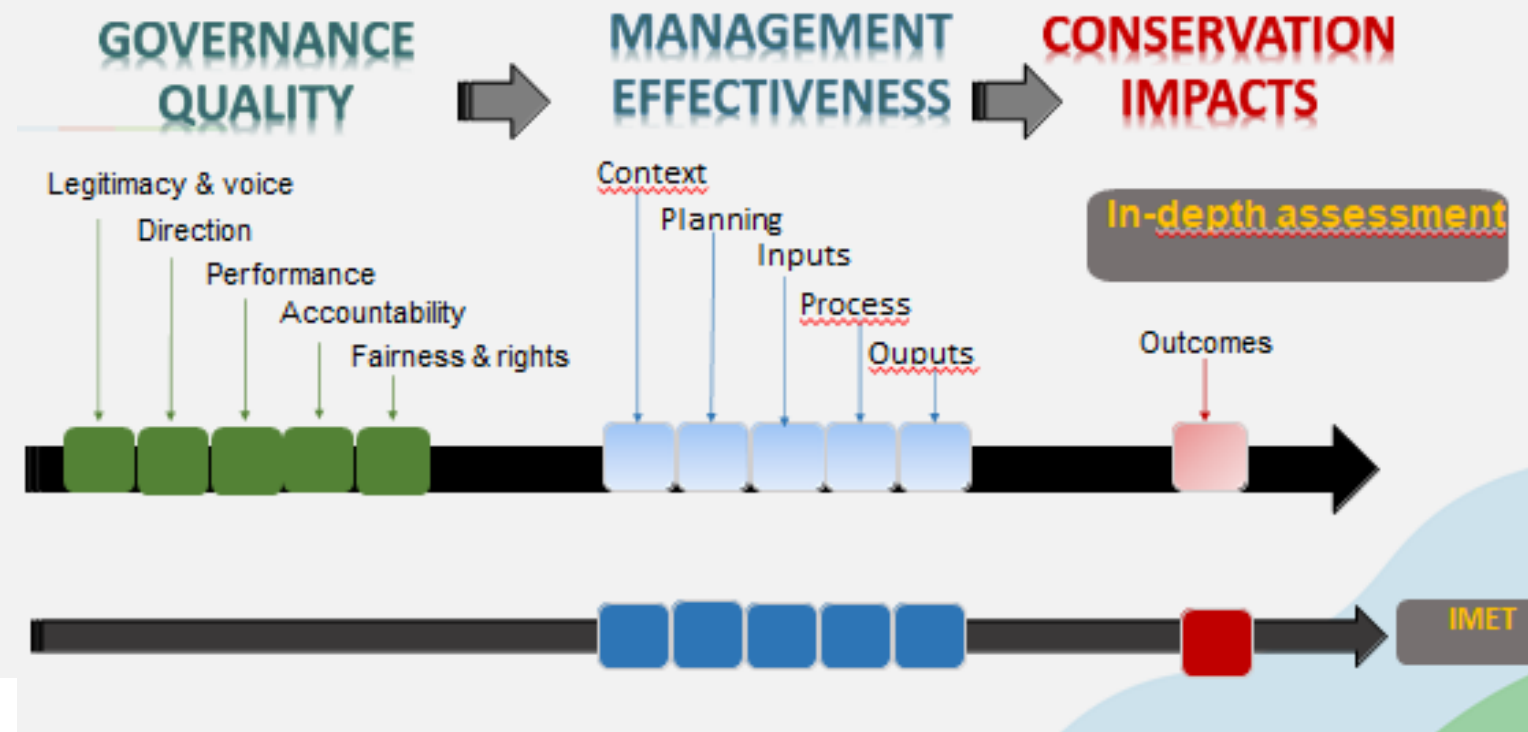 GOVERNANCE
QUALITY
MANAGEMENT
EFFECTIVENESS
CONSERVATION
IMPACTS
Legitimacy & voice
Direction
Performance
Accountability
Fairness & rights
Context
Planning
Inputs
Process
Ouputs
In-depth assessment
Outcomes
IMET